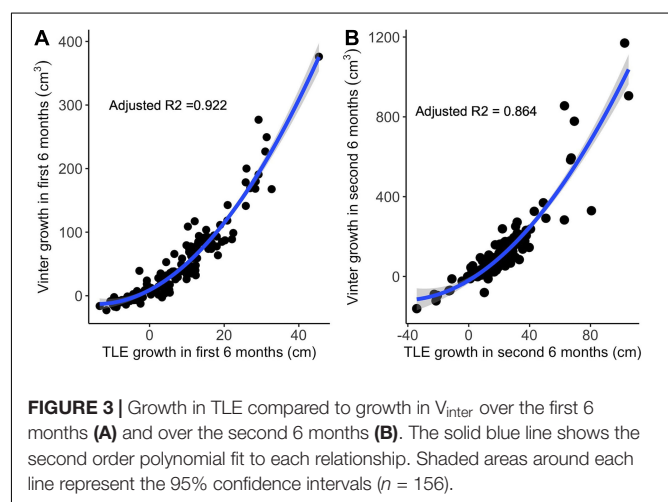 A
400
300
200
100
0
Vinter growth in first 6 months (cm³)
Adjusted R2 =0.922
0 20 40
TLE growth in first 6 months (cm)
B
1200
800
400
0
Vinter growth in second 6 months (cm³)
Adjusted R2 = 0.864
-40 0 40 80
TLE growth in second 6 months (cm)
FIGURE 3 | Growth in TLE compared to growth in Vinter over the first 6
months (A) and over the second 6 months (B). The solid blue line shows the
second order polynomial fit to each relationship. Shaded areas around each
line represent the 95% confidence intervals (n = 156).